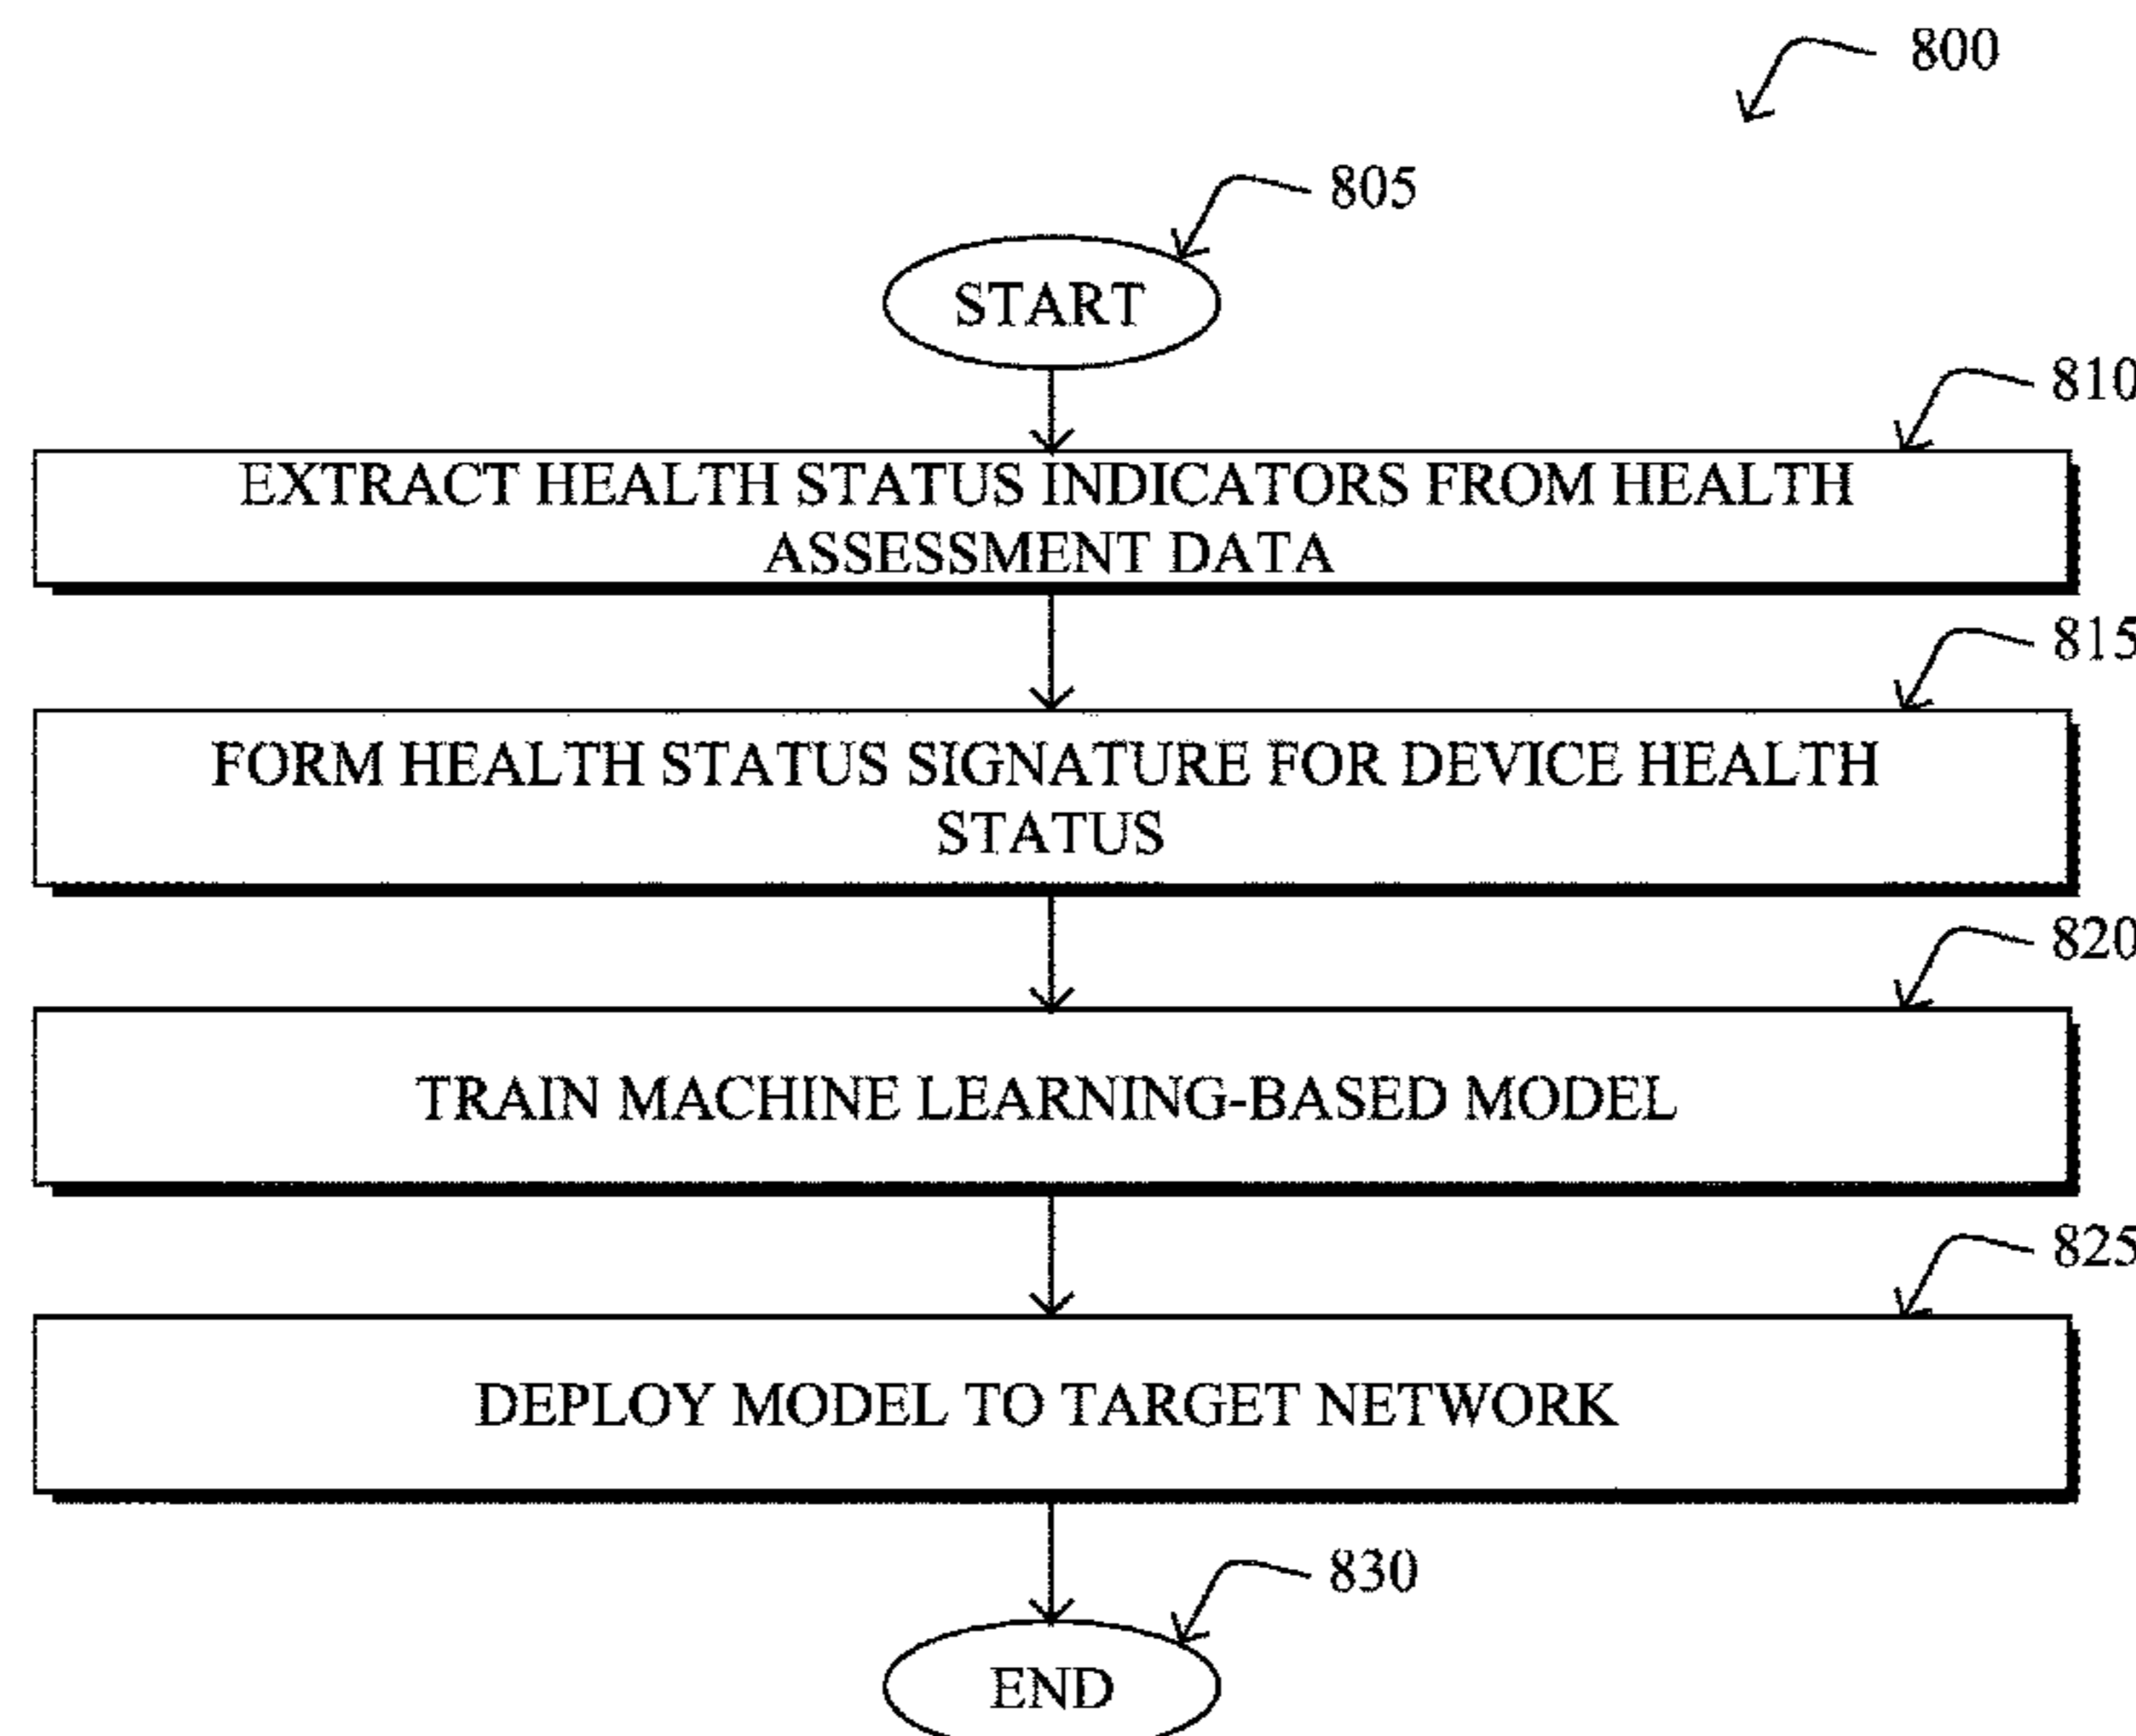 800
805
START
810
EXTRACT HEALTH STATUS INDICATORS FROM HEALTH
ASSESSMENT DATA
815
FORM HEALTH STATUS SIGNATURE FOR DEVICE HEALTH
STATUS
820
TRAIN MACHINE LEARNING-BASED MODEL
825
DEPLOY MODEL TO TARGET NETWORK
830
END